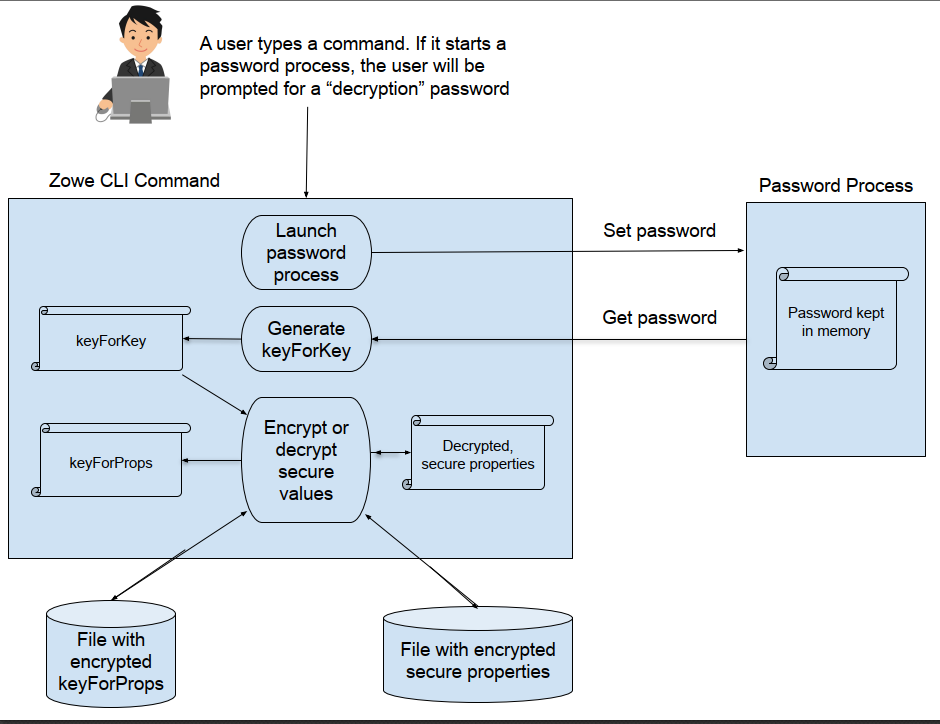 A user types a command. If it starts a
password process, the user will be
prompted for a “decryption” password
Zowe CLI Command
Password Process
Launch
password
process
Set password
Password kept
in memory
Get password
Generate
keyForKey
keyForKey
Encrypt or
decrypt
secure
values
keyForProps
Decrypted,
secure properties
File with
encrypted
keyForProps
File with encrypted
secure properties